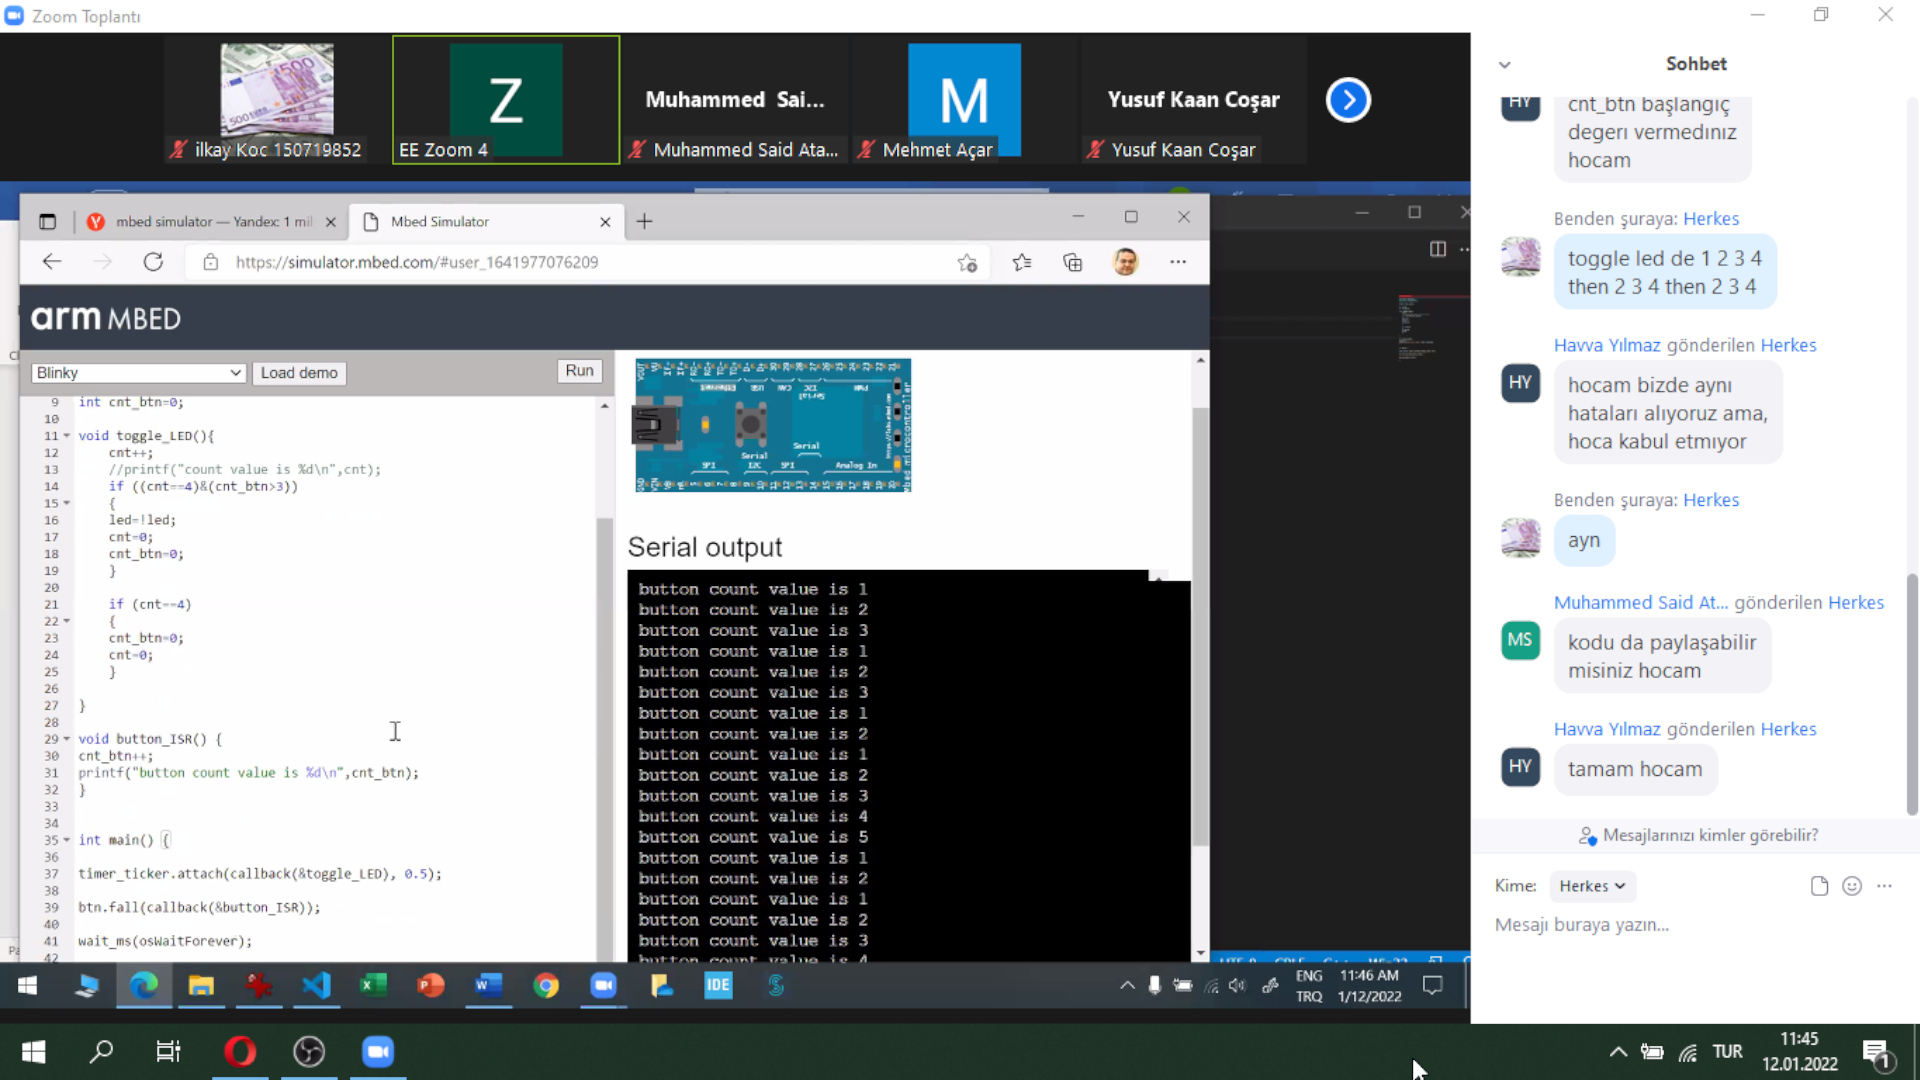 Zoom Toplantı
ilkay Koc 150719852
Z
EE Zoom 4
Muhammed Sai...
Muhammed Said Ata...
M
Mehmet Açar
Yusuf Kaan Coşar
Yusuf Kaan Coşar
mbed simulator — Yandex: 1 mil
Mbed Simulator
https://simulator.mbed.com/#user_1641977076209
arm MBED
Blinky
Load demo
Run
9 int cnt_btn=0;
10
11 void toggle_LED(){
12 cnt++;
13 //printf("count value is %d\n",cnt);
14 if ((cnt==4)&(cnt_btn>3))
15 {
16 led=!led;
17 cnt=0;
18 cnt_btn=0;
19 }
20
21 if (cnt==4)
22 {
23 cnt_btn=0;
24 cnt=0;
25 }
26
27 }
28
29 void button_ISR() {
30 cnt_btn++;
31 printf("button count value is %d\n",cnt_btn);
32 }
33
34
35 int main() {
36
37 timer_ticker.attach(callback(&toggle_LED), 0.5);
38
39 btn.fall(callback(&button_ISR));
40
41 wait_ms(osWaitForever);
42
Serial
Serial
SPI I2C SPI Analog In
Serial output
button count value is 1
button count value is 2
button count value is 3
button count value is 1
button count value is 2
button count value is 3
button count value is 1
button count value is 2
button count value is 1
button count value is 2
button count value is 3
button count value is 4
button count value is 5
button count value is 1
button count value is 2
button count value is 1
button count value is 2
button count value is 3
button count value is 4
IDE
ENG
TRQ
11:46 AM
1/12/2022
Sohbet
HY
cnt_btn başlangıç
degerı vermedınız
hocam
Benden şuraya: Herkes
toggle led de 1 2 3 4
then 2 3 4 then 2 3 4
Havva Yılmaz gönderilen Herkes
HY
hocam bizde aynı
hataları alıyoruz ama,
hoca kabul etmıyor
Benden şuraya: Herkes
ayn
Muhammed Said At... gönderilen Herkes
MS
kodu da paylaşabilir
misiniz hocam
Havva Yılmaz gönderilen Herkes
HY
tamam hocam
Mesajlarınızı kimler görebilir?
Kime: Herkes
Mesajı buraya yazın...
TUR
11:45
12.01.2022
1